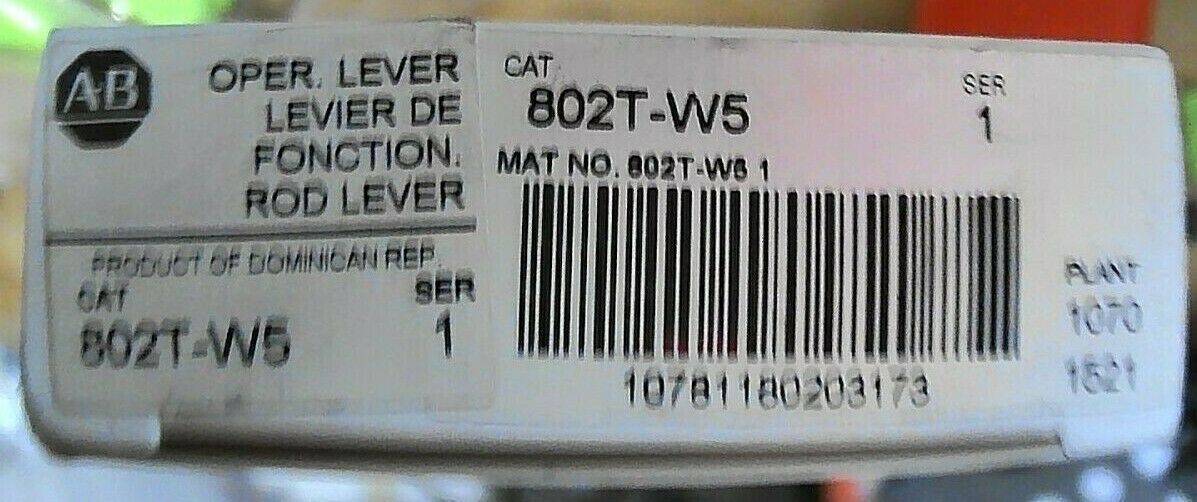 AB
OPER. LEVER
LEVIER DE
FONCTION.
ROD LEVER
PRODUCT OF DOMINICAN REP.
CAT
SER
802T-W5
1
CAT
802T-W5
SER
1
MAT NO. 802T-W5 1
10781180203173
PLANT
1070
1521